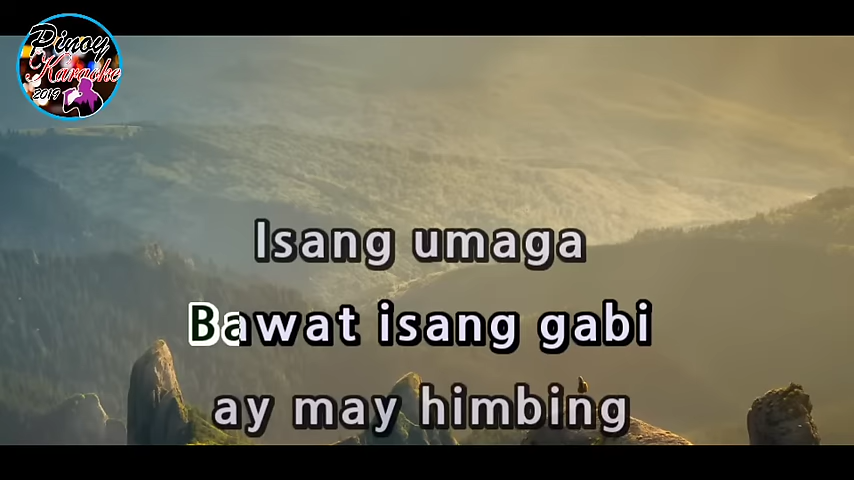 Pinoy
Karaoke
2019
Isang umaga
Bawat isang gabi
ay may himbing